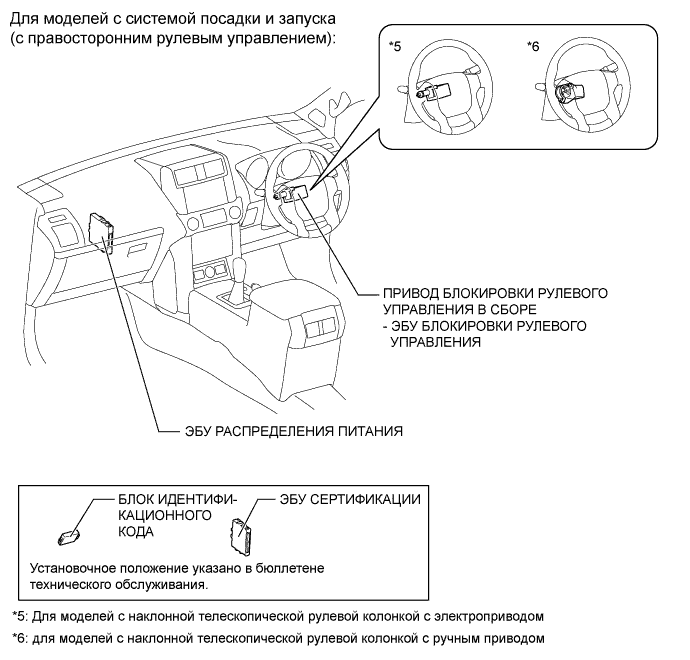 Для моделей с системой посадки и запуска
(с правосторонним рулевым управлением):
*5
*6
ПРИВОД БЛОКИРОВКИ РУЛЕВОГО
УПРАВЛЕНИЯ В СБОРЕ
- ЭБУ БЛОКИРОВКИ РУЛЕВОГО
УПРАВЛЕНИЯ
ЭБУ РАСПРЕДЕЛЕНИЯ ПИТАНИЯ
БЛОК ИДЕНТИФИ-
КАЦИОННОГО
КОДА
ЭБУ СЕРТИФИКАЦИИ
Установочное положение указано в бюллетене
технического обслуживания.
*5: Для моделей с наклонной телескопической рулевой колонкой с электроприводом
*6: для моделей с наклонной телескопической рулевой колонкой с ручным приводом